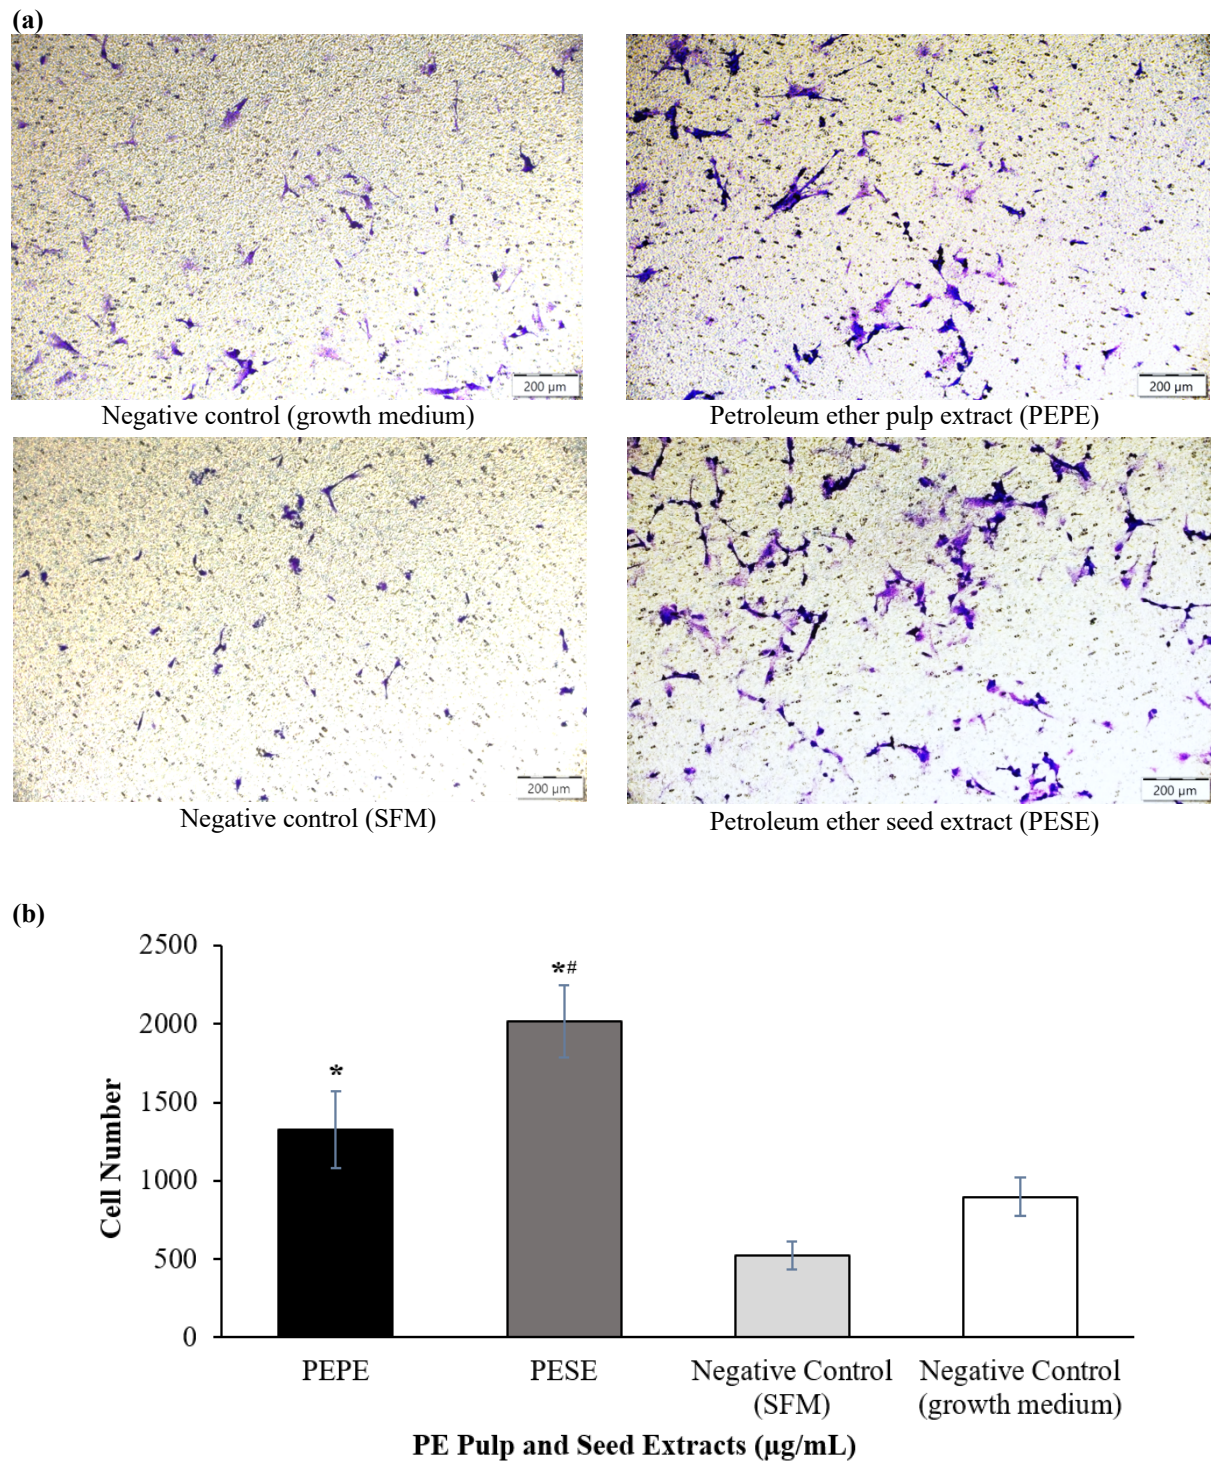 (a)
200 µm
200 µm
Negative control (growth medium)
Petroleum ether pulp extract (PEPE)
200 µm
200 µm
Negative control (SFM)
Petroleum ether seed extract (PESE)
(b)
2500
2000
1500
1000
500
0
Cell Number
*
*#
PEPE
PESE
Negative Control
(SFM)
Negative Control
(growth medium)
PE Pulp and Seed Extracts (µg/mL)